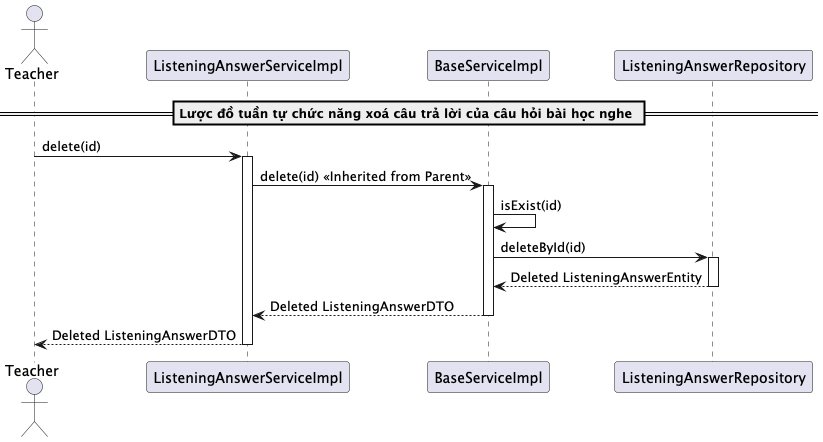 Teacher
ListeningAnswerServiceImpl
BaseServiceImpl
ListeningAnswerRepository
Lược đồ tuần tự chức năng xoá câu trả lời của câu hỏi bài học nghe
delete(id)
delete(id) «Inherited from Parent»
isExist(id)
deleteById(id)
Deleted ListeningAnswerEntity
Deleted ListeningAnswerDTO
Deleted ListeningAnswerDTO
Teacher
ListeningAnswerServiceImpl
BaseServiceImpl
ListeningAnswerRepository